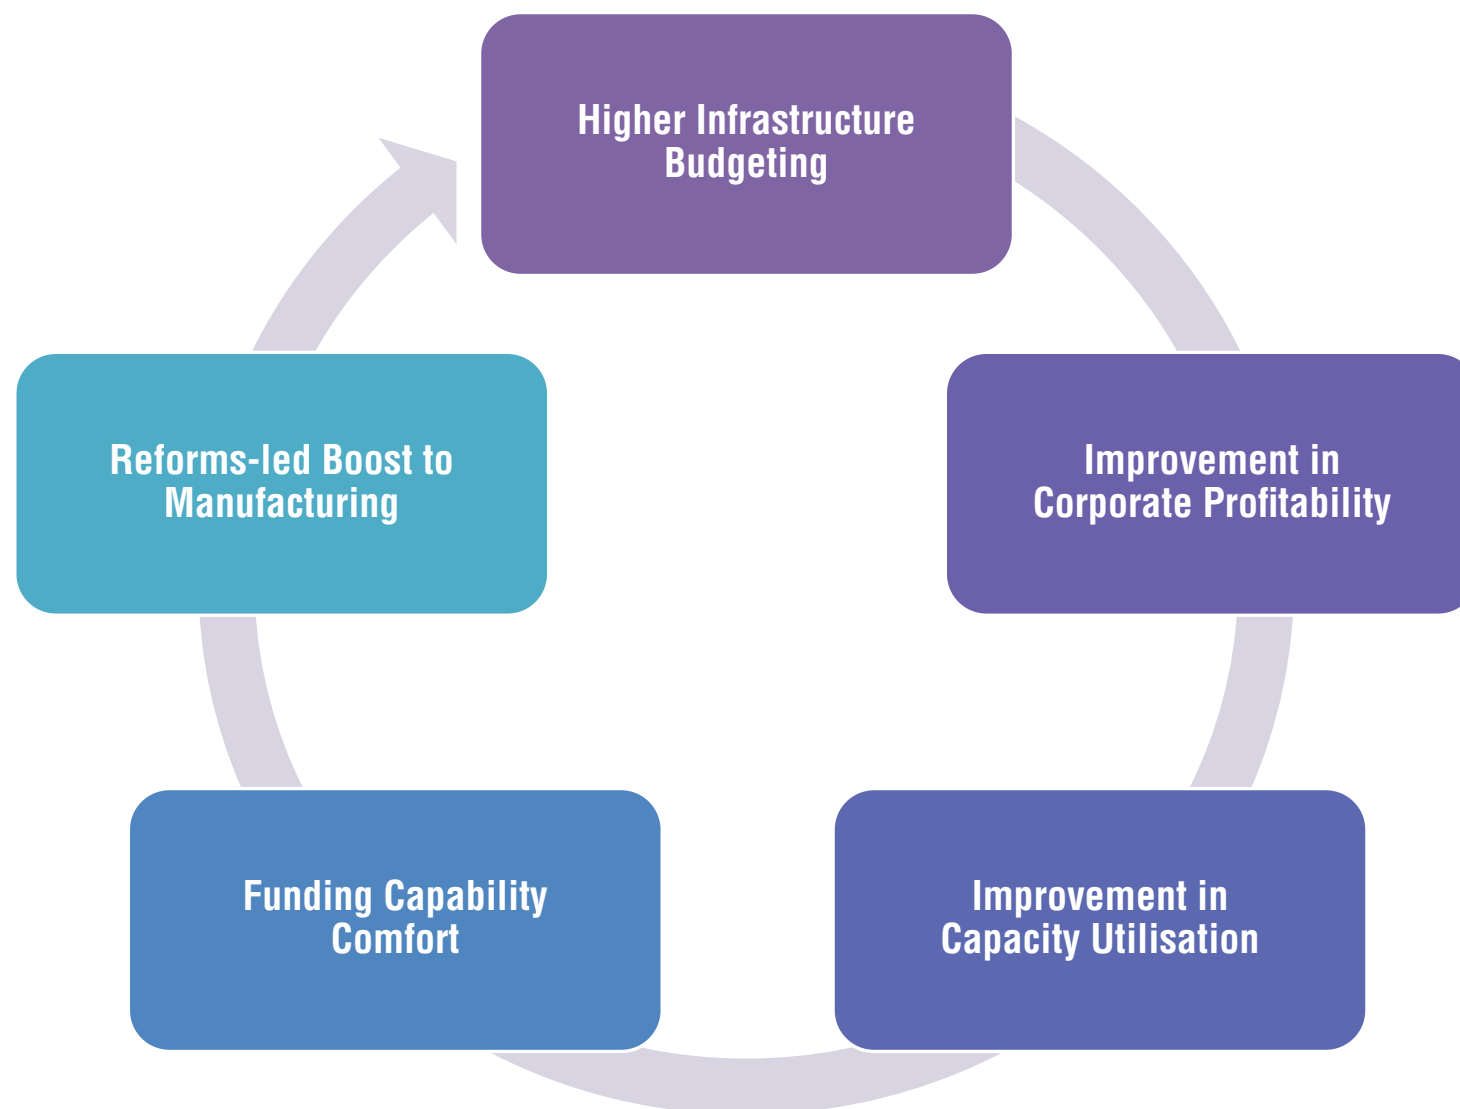 Higher Infrastructure
Budgeting
Improvement in
Corporate Profitability
Improvement in
Capacity Utilisation
Funding Capability
Comfort
Reforms-led Boost to
Manufacturing